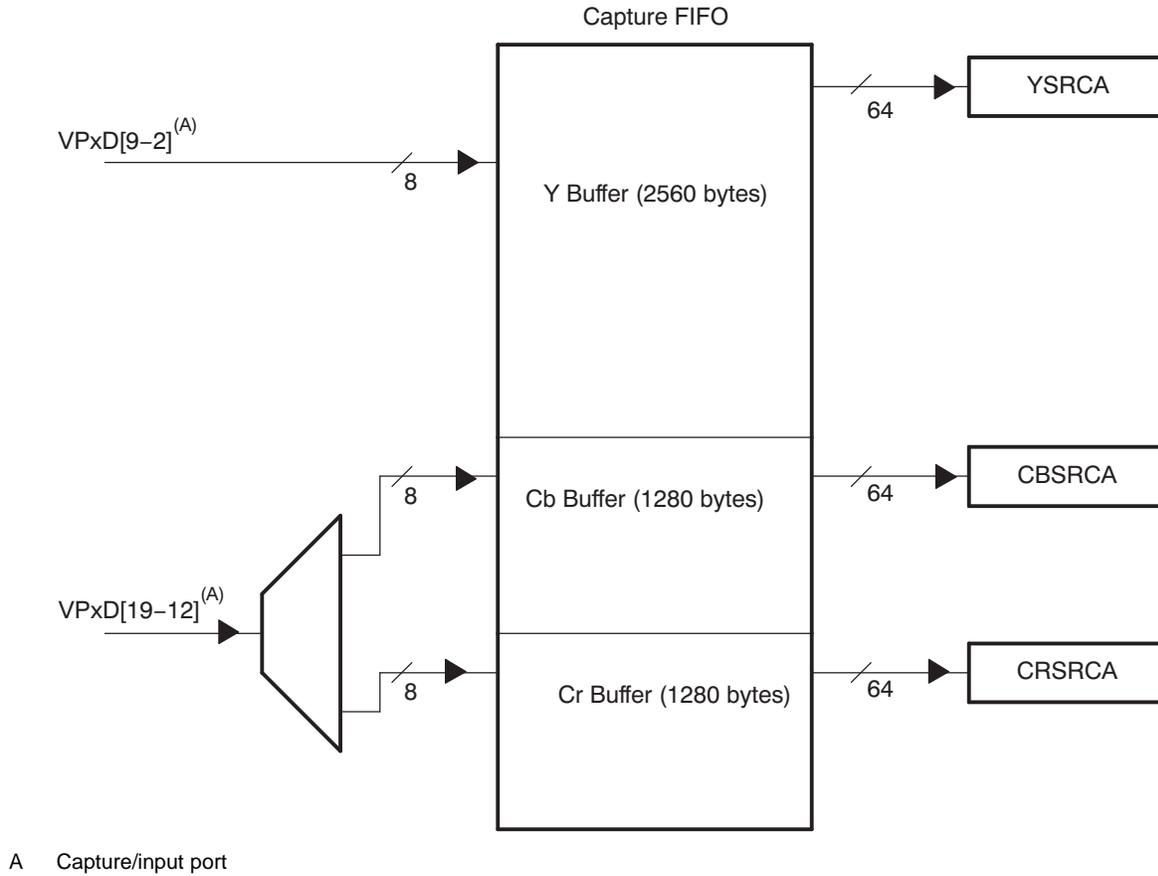 Capture FIFO
YSRCA
64
VPxD[9−2](A)
8
Y Buffer (2560 bytes)
8
Cb Buffer (1280 bytes)
64
CBSRCA
VPxD[19−12](A)
8
Cr Buffer (1280 bytes)
64
CRSRCA
A Capture/input port